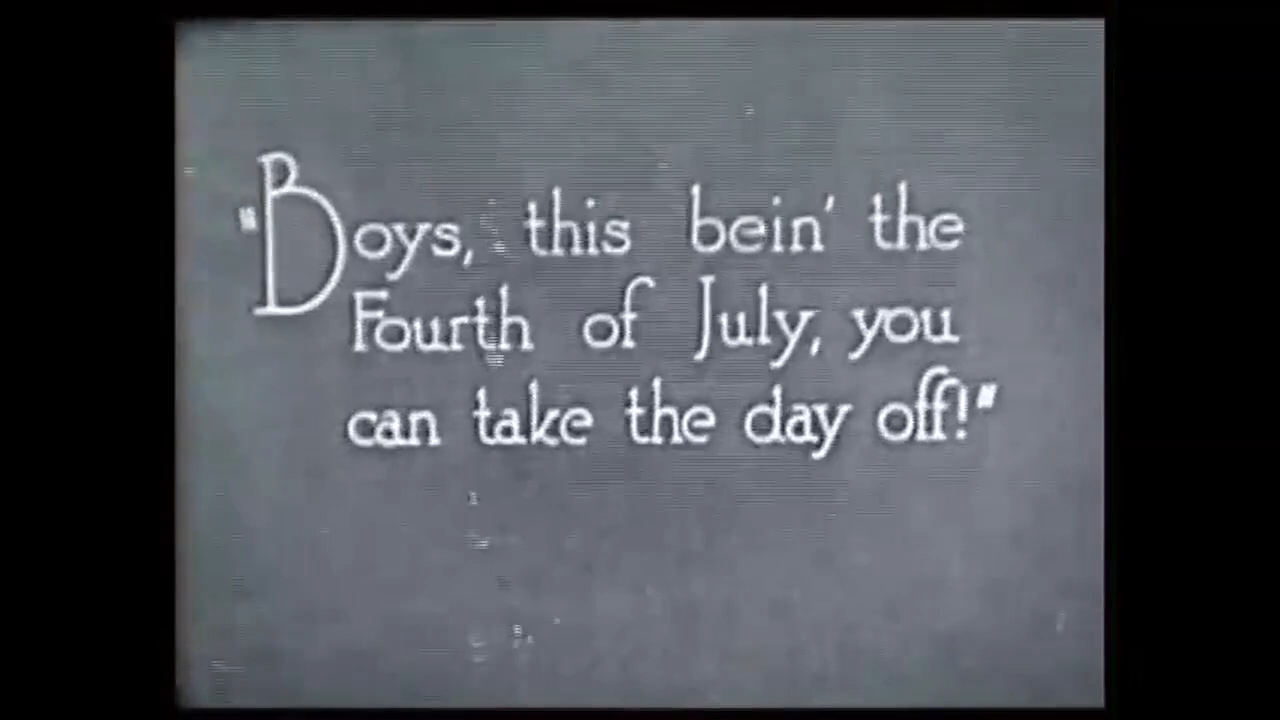 "Boys, this bein' the
Fourth of July, you
can take the day off!"